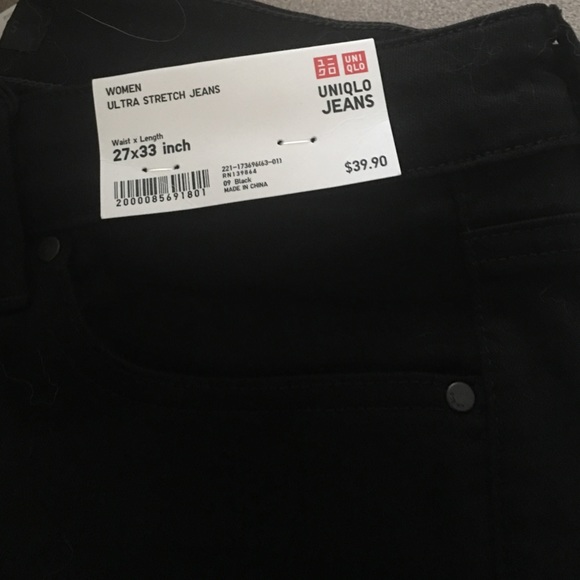 WOMEN
ULTRA STRETCH JEANS
Waist x Length
27x33 inch
2000085691801
221-173696(63-011
RN139864
09 Black
MADE IN CHINA
ユニクロ
UNIQLO
UNIQLO
JEANS
$39.90